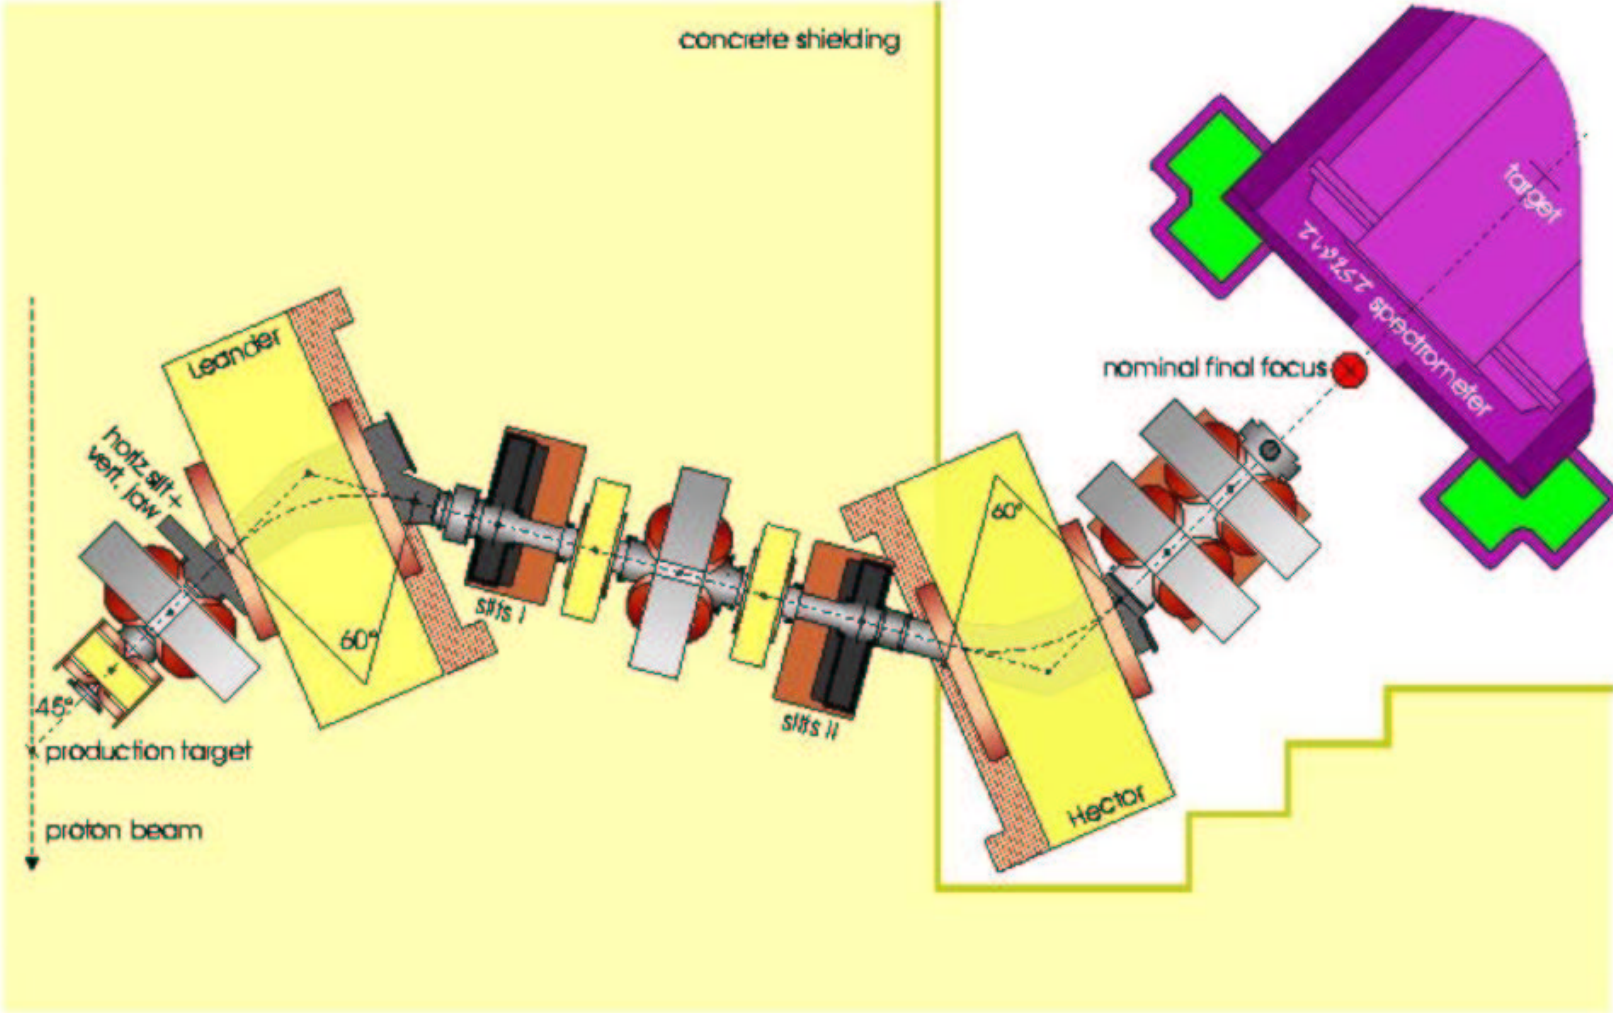 concrete shielding
target
spectrometer
nominal final focus
Leander
horiz. slit +
vert. jaw
60°
60°
slits I
slits II
45°
production target
Hector
proton beam